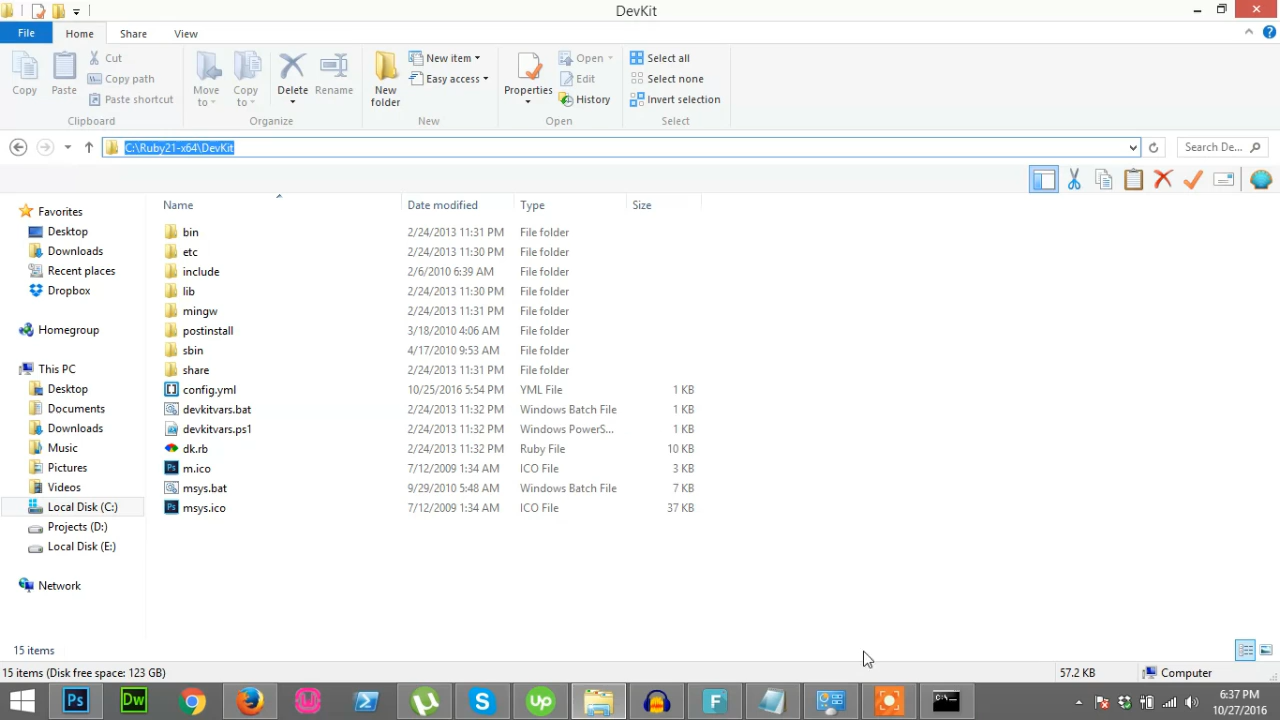 DevKit
File Home Share View
Copy
Paste
Cut
Copy path
Paste shortcut
Clipboard
Move to
Copy to
Delete
Rename
Organize
New folder
New item
Easy access
New
Properties
Open
Edit
History
Open
Select all
Select none
Invert selection
Select
C:\Ruby21-x64\DevKit
Search De...
Name Date modified Type Size
Favorites
Desktop
Downloads
Recent places
Dropbox
Homegroup
This PC
Desktop
Documents
Downloads
Music
Pictures
Videos
Local Disk (C:)
Projects (D:)
Local Disk (E:)
Network
bin 2/24/2013 11:31 PM File folder
etc 2/24/2013 11:30 PM File folder
include 2/6/2010 6:39 AM File folder
lib 2/24/2013 11:30 PM File folder
mingw 2/24/2013 11:31 PM File folder
postinstall 3/18/2010 4:06 AM File folder
sbin 4/17/2010 9:53 AM File folder
share 2/24/2013 11:31 PM File folder
config.yml 10/25/2016 5:54 PM YML File 1 KB
devkitvars.bat 2/24/2013 11:32 PM Windows Batch File 1 KB
devkitvars.ps1 2/24/2013 11:32 PM Windows PowerS... 1 KB
dk.rb 2/24/2013 11:32 PM Ruby File 10 KB
m.ico 7/12/2009 1:34 AM ICO File 3 KB
msys.bat 9/29/2010 5:48 AM Windows Batch File 7 KB
msys.ico 7/12/2009 1:34 AM ICO File 37 KB
15 items
15 items (Disk free space: 123 GB) 57.2 KB Computer
Ps Dw up F
6:37 PM
10/27/2016